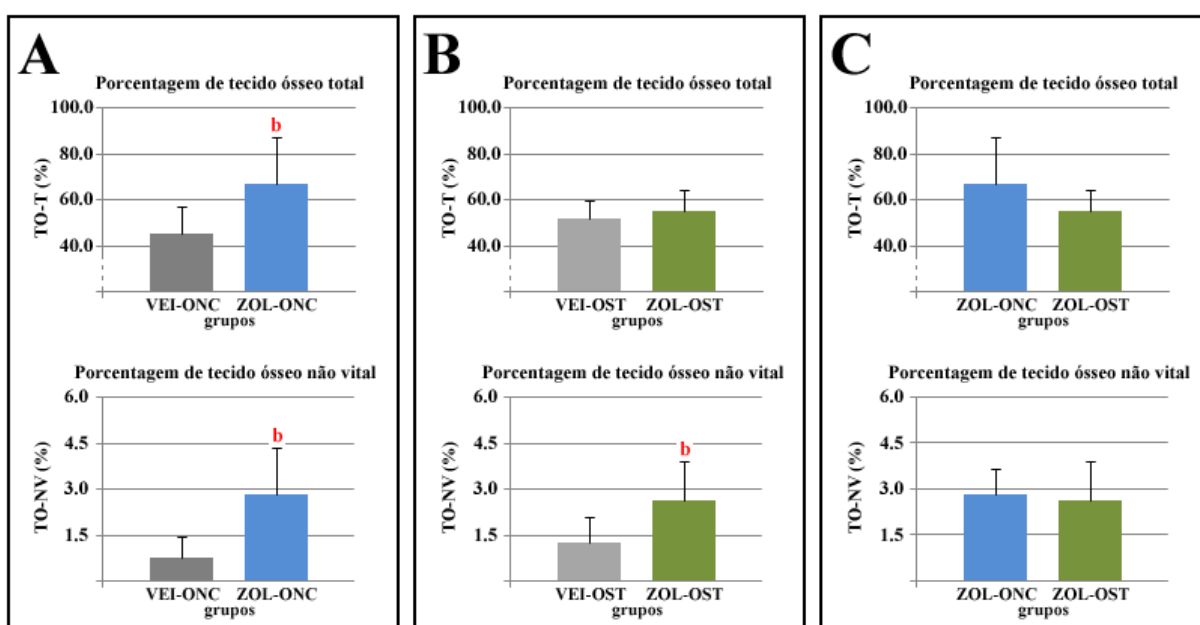 A
Porcentagem de tecido ósseo total
TO-T (%)
100.0
80.0
60.0
40.0
b
VEI-ONC ZOL-ONC
grupos
Porcentagem de tecido ósseo não vital
TO-NV (%)
6.0
4.5
3.0
1.5
b
VEI-ONC ZOL-ONC
grupos
B
Porcentagem de tecido ósseo total
TO-T (%)
100.0
80.0
60.0
40.0
VEI-OST ZOL-OST
grupos
Porcentagem de tecido ósseo não vital
TO-NV (%)
6.0
4.5
3.0
1.5
b
VEI-OST ZOL-OST
grupos
C
Porcentagem de tecido ósseo total
TO-T (%)
100.0
80.0
60.0
40.0
ZOL-ONC ZOL-OST
grupos
Porcentagem de tecido ósseo não vital
TO-NV (%)
6.0
4.5
3.0
1.5
ZOL-ONC ZOL-OST
grupos